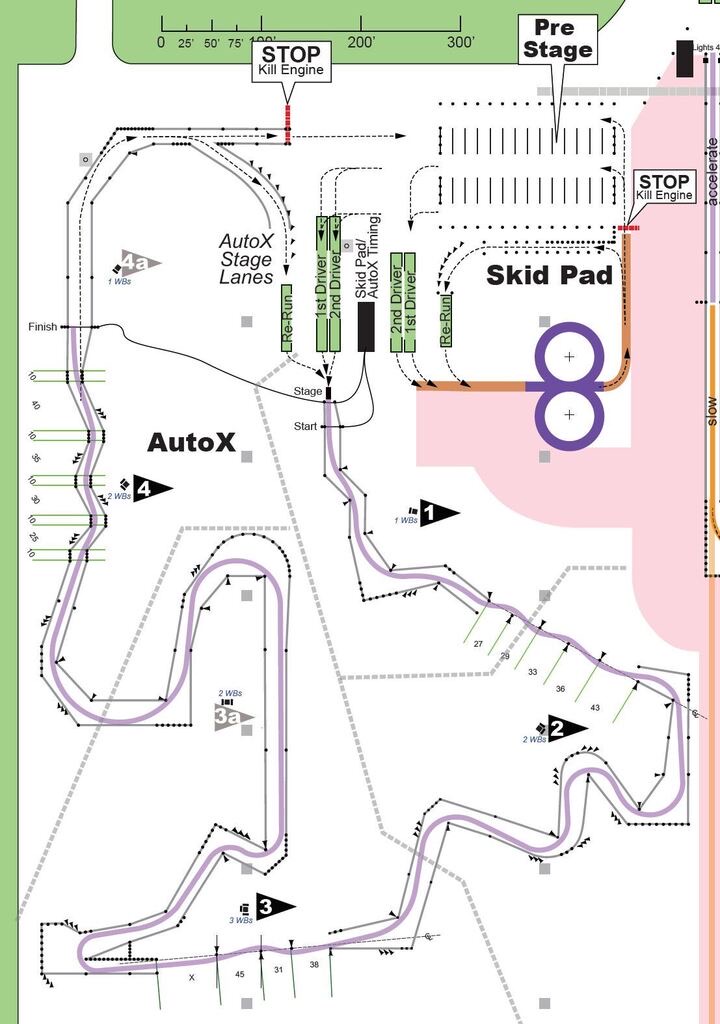 0
25'
50'
75'
100'
200'
300'
STOP
Kill Engine
Pre
Stage
Lights 4
accelerate
STOP
Kill Engine
AutoX
Stage
Lanes
Re-Run
1st Driver
2nd Driver
Skid Pad/
AutoX Timing
2nd Driver
1st Driver
Re-Run
Skid Pad
4a
1 WBs
Finish
Stage
Start
slow
10
40
10
35
10
30
10
25
10
AutoX
4
2 WBs
1
1 WBs
27
29
33
36
43
℄
2 WBs
3a
2
2 WBs
3
3 WBs
℄
X
45
31
38